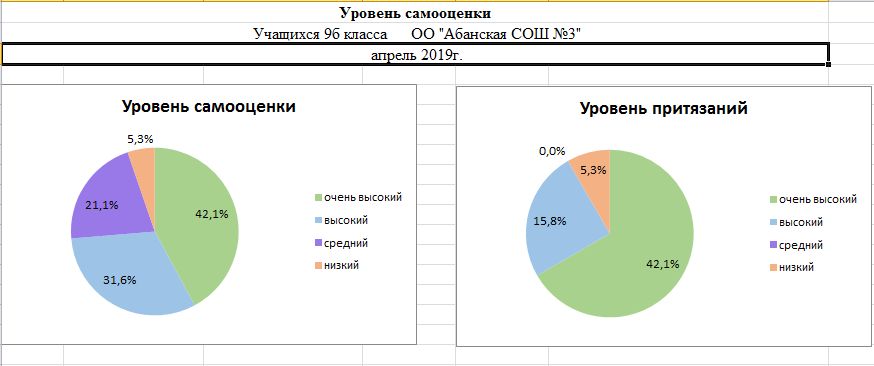 Уровень самооценки
Учащихся 9б класса ОО "Абанская СОШ №3"
апрель 2019г.
Уровень самооценки
5,3%
42,1%
21,1%
31,6%
очень высокий
высокий
средний
низкий
Уровень притязаний
0,0%
5,3%
15,8%
42,1%
очень высокий
высокий
средний
низкий